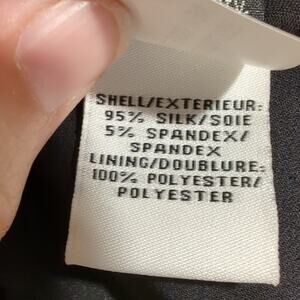 SHELL/EXTERIEUR:
95% SILK/SOIE
5% SPANDEX/
SPANDEX
LINING/DOUBLURE:
100% POLYESTER/
POLYESTER